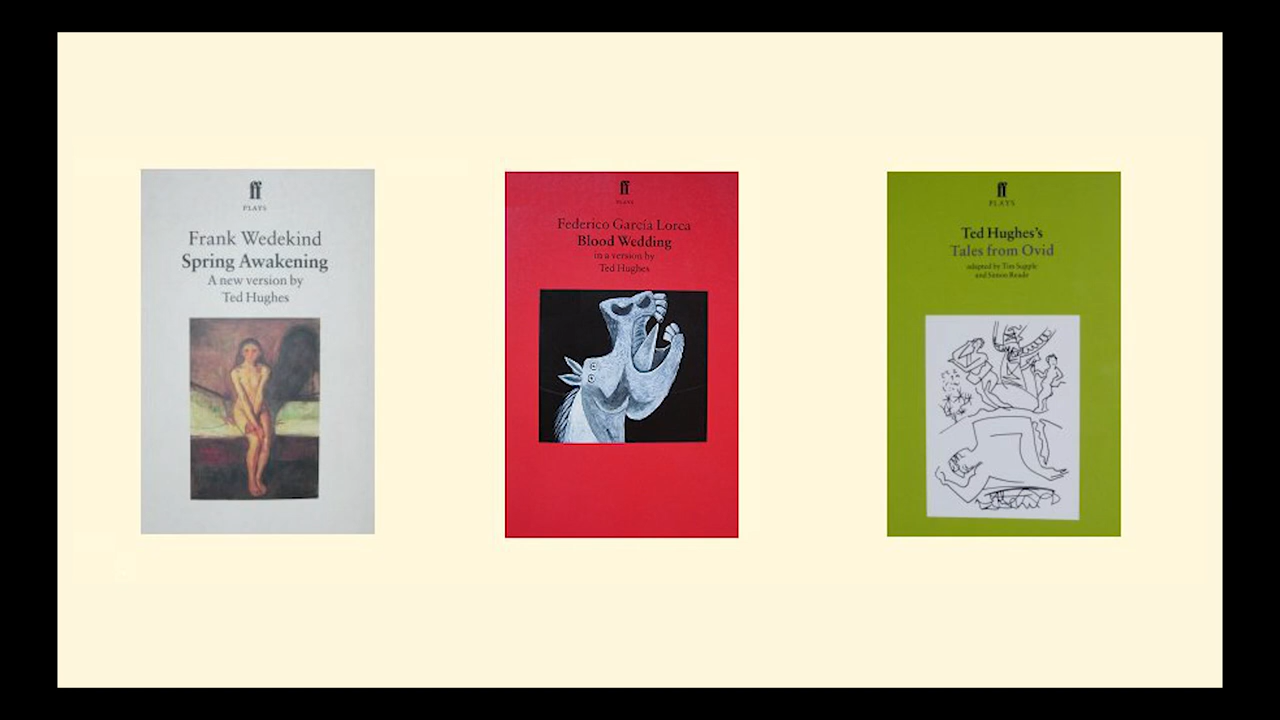 ff
PLAYS
Frank Wedekind
Spring Awakening
A new version by
Ted Hughes
ff
PLAYS
Federico García Lorca
Blood Wedding
in a version by
Ted Hughes
ff
PLAYS
Ted Hughes's
Tales from Ovid
adapted by Tim Supple
and Simon Reade